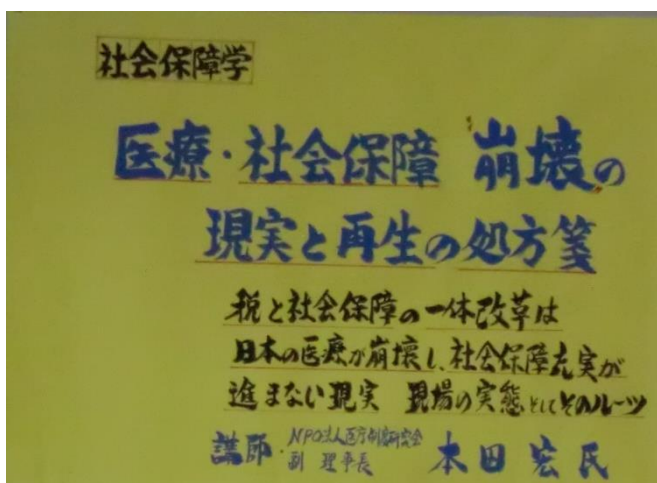 社会保障学
医療・社会保障 崩壊の
現実と再生の処方箋
税と社会保障の一体改革は
日本の医療が崩壊し、社会保障充実が
進まない現実 現場の実態としてそのルーツ
講師・NPO法人医療制度研究会
副理事長 本田宏氏